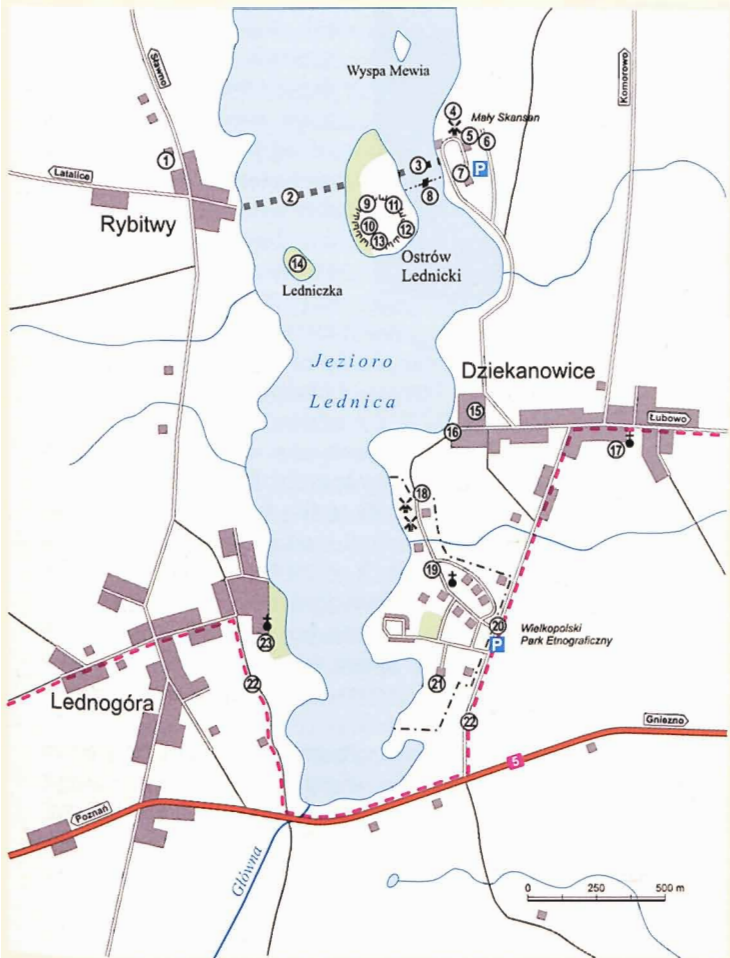 Sławno
Komorowo
Wyspa Mewia
4
Mały Skansen
5
6
1
3
Latalice
7
P
2
8
9
11
Rybitwy
10
12
13
Ostrów
Lednicki
14
Ledniczka
Jezioro
Lednica
Dziekanowice
15
Łubowo
16
17
18
19
20
Wielkopolski
Park Etnograficzny
P
23
21
22
Lednogóra
22
Gniezno
5
Poznań
Główna
0 250 500 m